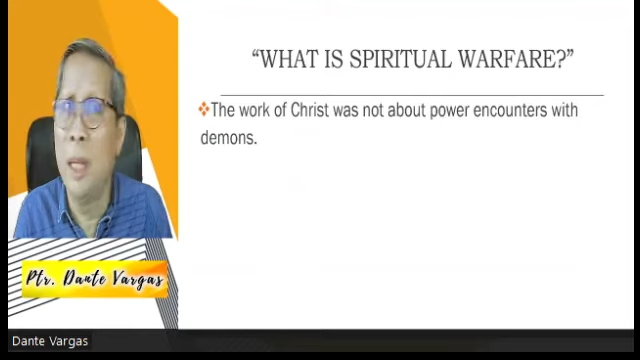 “WHAT IS SPIRITUAL WARFARE?”
❖The work of Christ was not about power encounters with
demons.
Ptr. Dante Vargas
Dante Vargas